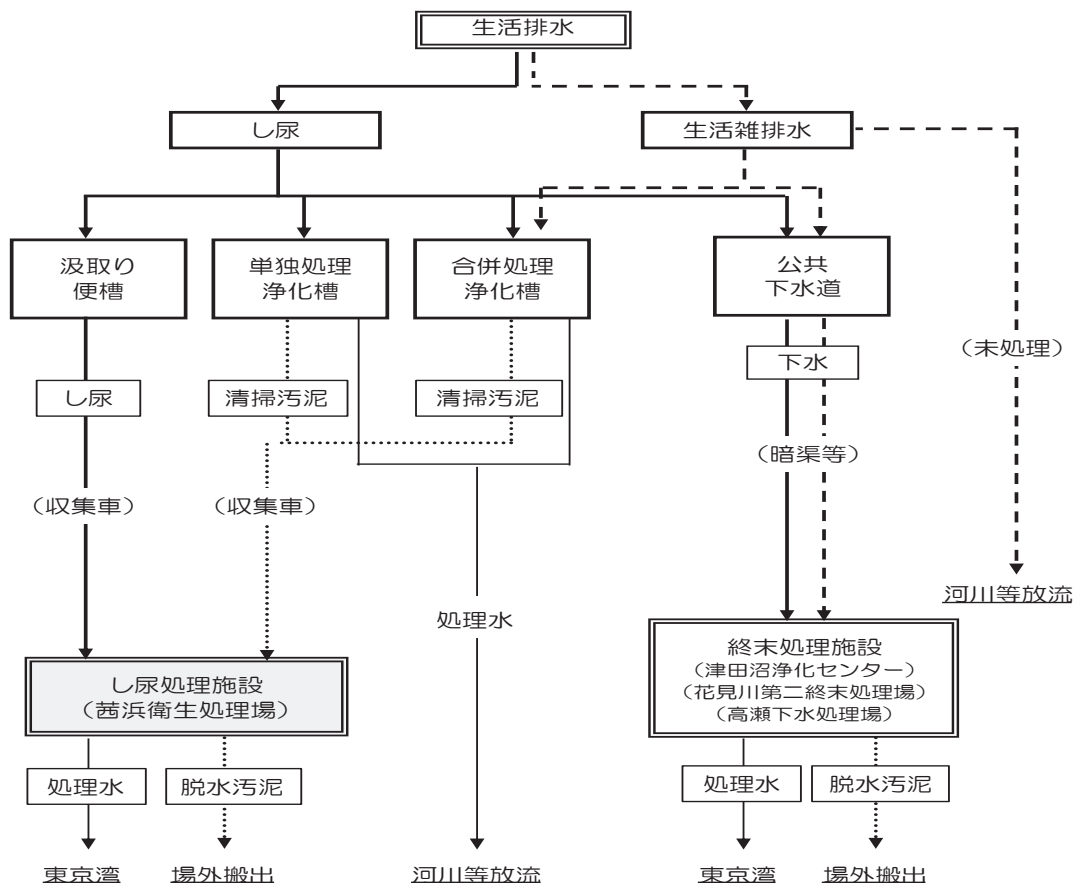 生活排水
し尿
生活雑排水
汲取り
便槽
単独処理
浄化槽
合併処理
浄化槽
公共
下水道
(未処理)
下水
し尿
清掃汚泥
清掃汚泥
(暗渠等)
(収集車)
(収集車)
河川等放流
処理水
終末処理施設
(津田沼浄化センター)
(花見川第二終末処理場)
(高瀬下水処理場)
し尿処理施設
(茜浜衛生処理場)
処理水
脱水汚泥
処理水
脱水汚泥
東京湾
場外搬出
河川等放流
東京湾
場外搬出